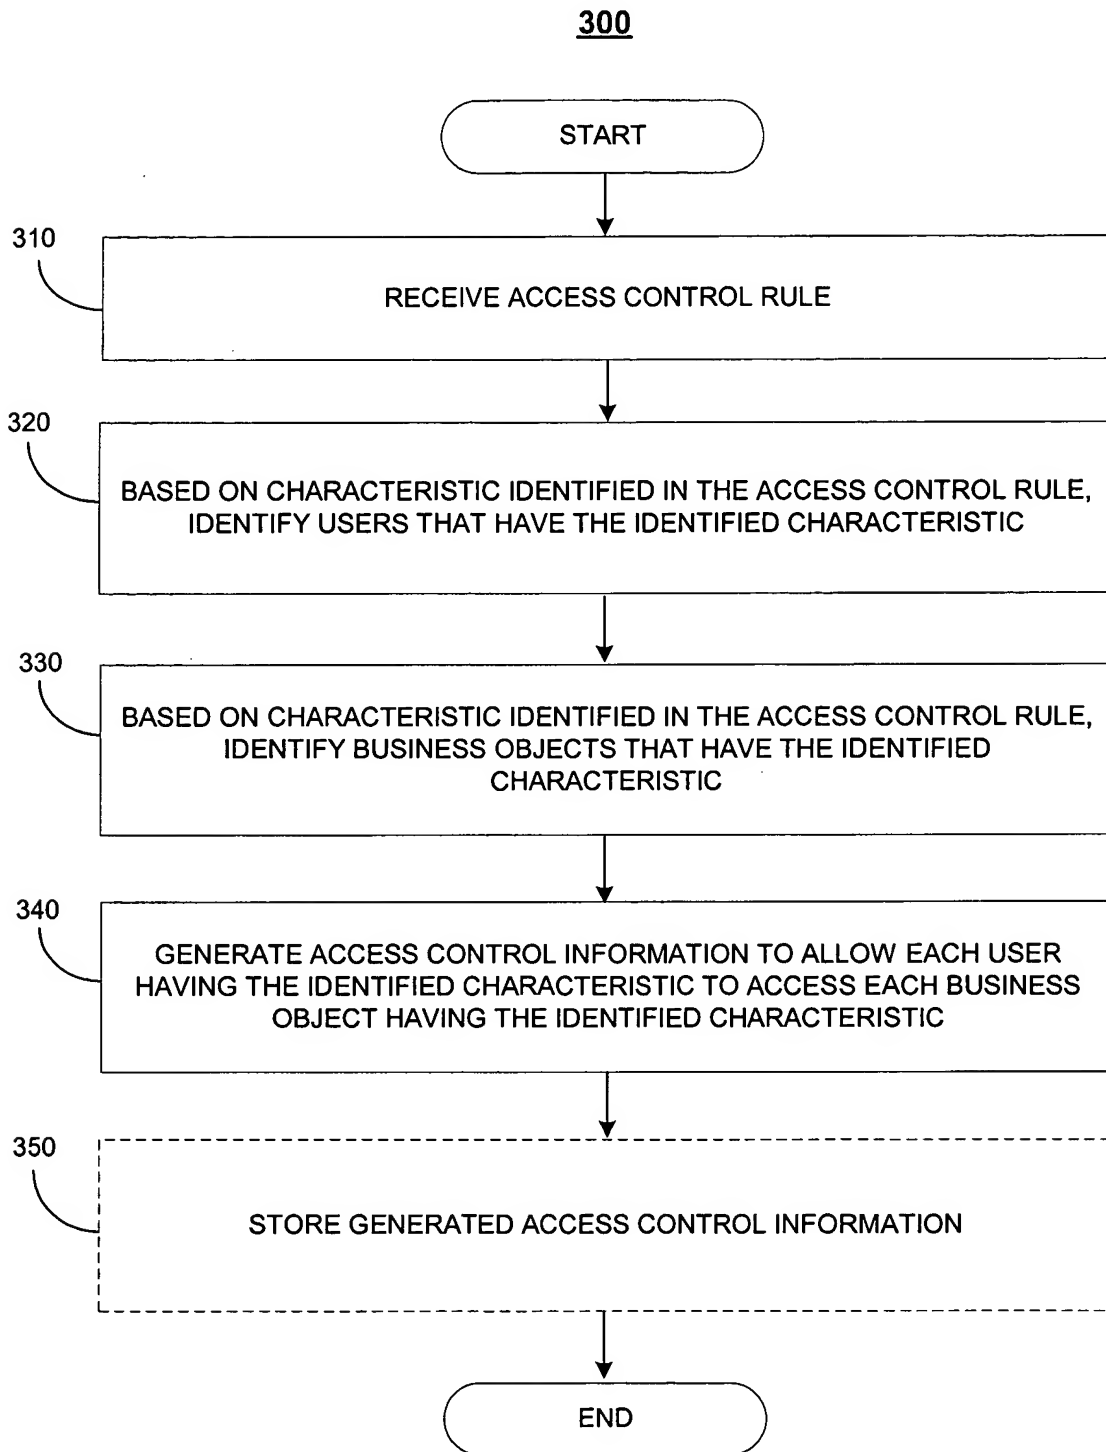 300
START
310
RECEIVE ACCESS CONTROL RULE
320
BASED ON CHARACTERISTIC IDENTIFIED IN THE ACCESS CONTROL RULE,
IDENTIFY USERS THAT HAVE THE IDENTIFIED CHARACTERISTIC
330
BASED ON CHARACTERISTIC IDENTIFIED IN THE ACCESS CONTROL RULE,
IDENTIFY BUSINESS OBJECTS THAT HAVE THE IDENTIFIED
CHARACTERISTIC
340
GENERATE ACCESS CONTROL INFORMATION TO ALLOW EACH USER
HAVING THE IDENTIFIED CHARACTERISTIC TO ACCESS EACH BUSINESS
OBJECT HAVING THE IDENTIFIED CHARACTERISTIC
350
STORE GENERATED ACCESS CONTROL INFORMATION
END